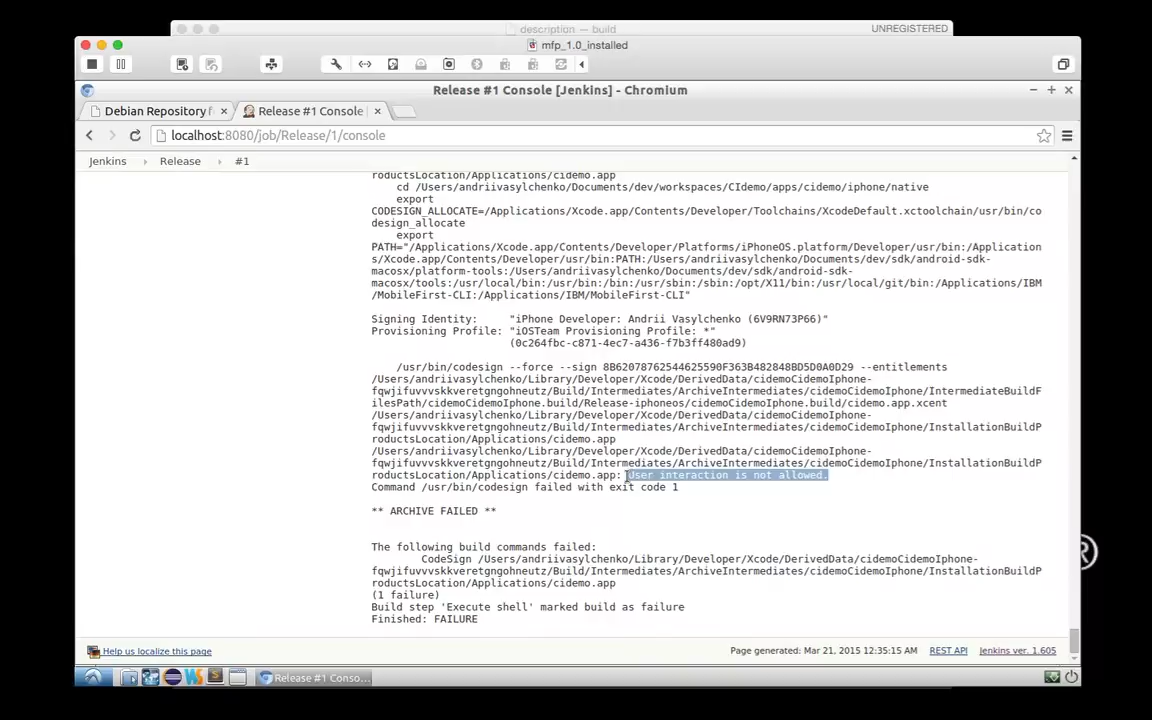 description — build
UNREGISTERED
mfp_1.0_installed
Release #1 Console [Jenkins] - Chromium
Debian Repository f
Release #1 Console
localhost:8080/job/Release/1/console
Jenkins
Release
#1
roductsLocation/Applications/cidemo.app
cd /Users/andriivasylchenko/Documents/dev/workspaces/CIdemo/apps/cidemo/iphone/native
export
CODESIGN_ALLOCATE=/Applications/Xcode.app/Contents/Developer/Toolchains/XcodeDefault.xctoolchain/usr/bin/co
design_allocate
export
PATH="/Applications/Xcode.app/Contents/Developer/Platforms/iPhoneOS.platform/Developer/usr/bin:/Application
s/Xcode.app/Contents/Developer/usr/bin:PATH:/Users/andriivasylchenko/Documents/dev/sdk/android-sdk-
macosx/platform-tools:/Users/andriivasylchenko/Documents/dev/sdk/android-sdk-
macosx/tools:/usr/local/bin:/usr/bin:/bin:/usr/sbin:/sbin:/opt/X11/bin:/usr/local/git/bin:/Applications/IBM
/MobileFirst-CLI:/Applications/IBM/MobileFirst-CLI"
Signing Identity: "iPhone Developer: Andrii Vasylchenko (6V9RN73P66)"
Provisioning Profile: "iOSTeam Provisioning Profile: *"
(0c264fbc-c871-4ec7-a436-f7b3ff480ad9)
/usr/bin/codesign --force --sign 8B62078762544625590F363B482848BD5D0A0D29 --entitlements
/Users/andriivasylchenko/Library/Developer/Xcode/DerivedData/cidemoCidemoIphone-
fqwjifuvvvskkveretgngohneutz/Build/Intermediates/ArchiveIntermediates/cidemoCidemoIphone/IntermediateBuildF
ilesPath/cidemoCidemoIphone.build/Release-iphoneos/cidemoCidemoIphone.build/cidemo.app.xcent
/Users/andriivasylchenko/Library/Developer/Xcode/DerivedData/cidemoCidemoIphone-
fqwjifuvvvskkveretgngohneutz/Build/Intermediates/ArchiveIntermediates/cidemoCidemoIphone/InstallationBuildP
roductsLocation/Applications/cidemo.app
/Users/andriivasylchenko/Library/Developer/Xcode/DerivedData/cidemoCidemoIphone-
fqwjifuvvvskkveretgngohneutz/Build/Intermediates/ArchiveIntermediates/cidemoCidemoIphone/InstallationBuildP
roductsLocation/Applications/cidemo.app: User interaction is not allowed.
Command /usr/bin/codesign failed with exit code 1
** ARCHIVE FAILED **
The following build commands failed:
CodeSign /Users/andriivasylchenko/Library/Developer/Xcode/DerivedData/cidemoCidemoIphone-
fqwjifuvvvskkveretgngohneutz/Build/Intermediates/ArchiveIntermediates/cidemoCidemoIphone/InstallationBuildP
roductsLocation/Applications/cidemo.app
(1 failure)
Build step 'Execute shell' marked build as failure
Finished: FAILURE
®
Help us localize this page
Page generated: Mar 21, 2015 12:35:15 AM
REST API
Jenkins ver. 1.605
Release #1 Conso...